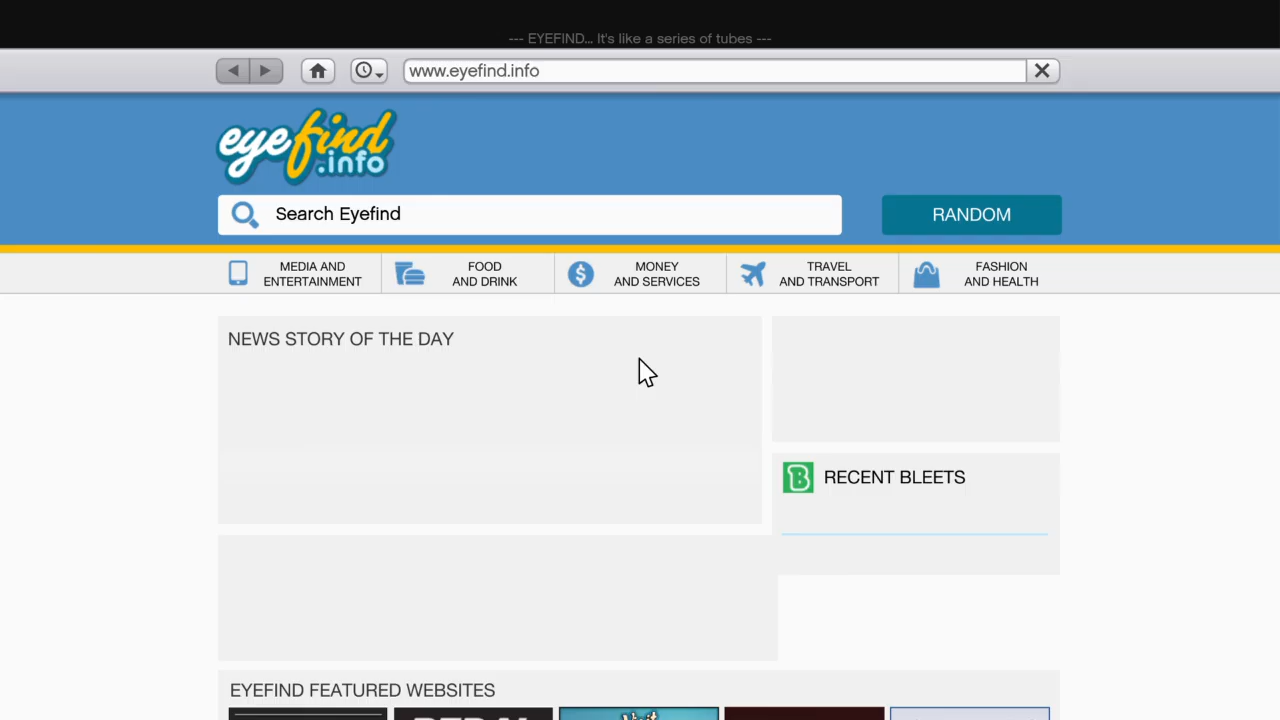 --- EYEFIND... It's like a series of tubes ---
www.eyefind.info
eyefind
.info
Search Eyefind
RANDOM
MEDIA AND
ENTERTAINMENT
FOOD
AND DRINK
MONEY
AND SERVICES
TRAVEL
AND TRANSPORT
FASHION
AND HEALTH
NEWS STORY OF THE DAY
B RECENT BLEETS
EYEFIND FEATURED WEBSITES